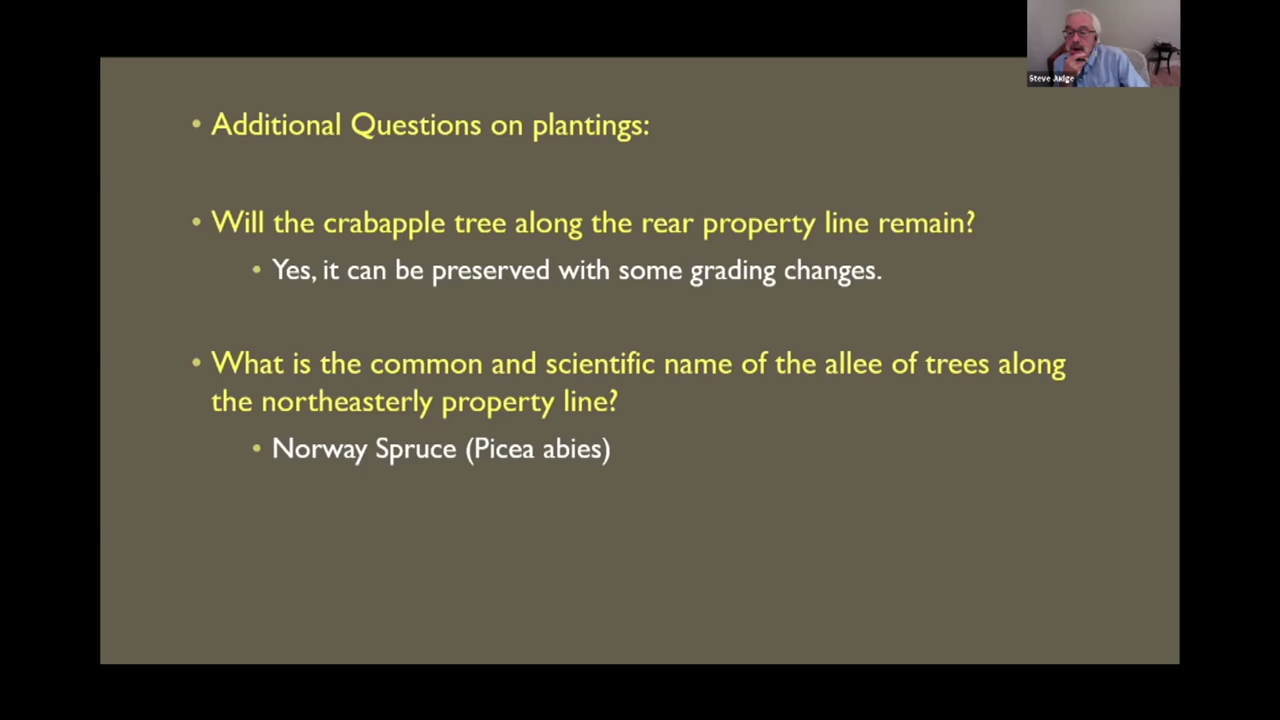 Steve Judge
• Additional Questions on plantings:
• Will the crabapple tree along the rear property line remain?
• Yes, it can be preserved with some grading changes.
• What is the common and scientific name of the allee of trees along
the northeasterly property line?
• Norway Spruce (Picea abies)